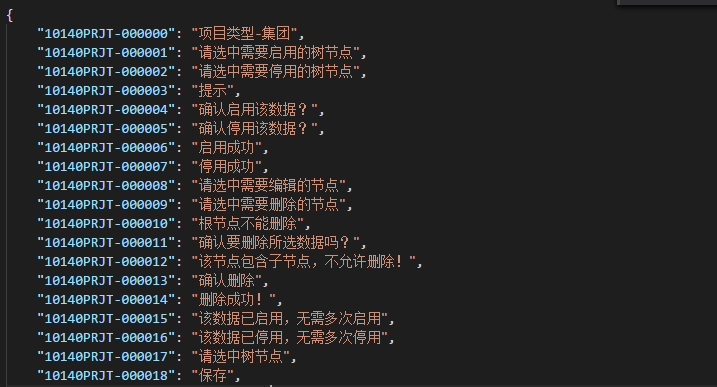 {
"10140PRJT-000000": "项目类型-集团",
"10140PRJT-000001": "请选中需要启用的树节点",
"10140PRJT-000002": "请选中需要停用的树节点",
"10140PRJT-000003": "提示",
"10140PRJT-000004": "确认启用该数据？",
"10140PRJT-000005": "确认停用该数据？",
"10140PRJT-000006": "启用成功",
"10140PRJT-000007": "停用成功",
"10140PRJT-000008": "请选中需要编辑的节点",
"10140PRJT-000009": "请选中需要删除的节点",
"10140PRJT-000010": "根节点不能删除",
"10140PRJT-000011": "确认要删除所选数据吗？",
"10140PRJT-000012": "该节点包含子节点，不允许删除！",
"10140PRJT-000013": "确认删除",
"10140PRJT-000014": "删除成功！",
"10140PRJT-000015": "该数据已启用，无需多次启用",
"10140PRJT-000016": "该数据已停用，无需多次停用",
"10140PRJT-000017": "请选中树节点",
"10140PRJT-000018": "保存",